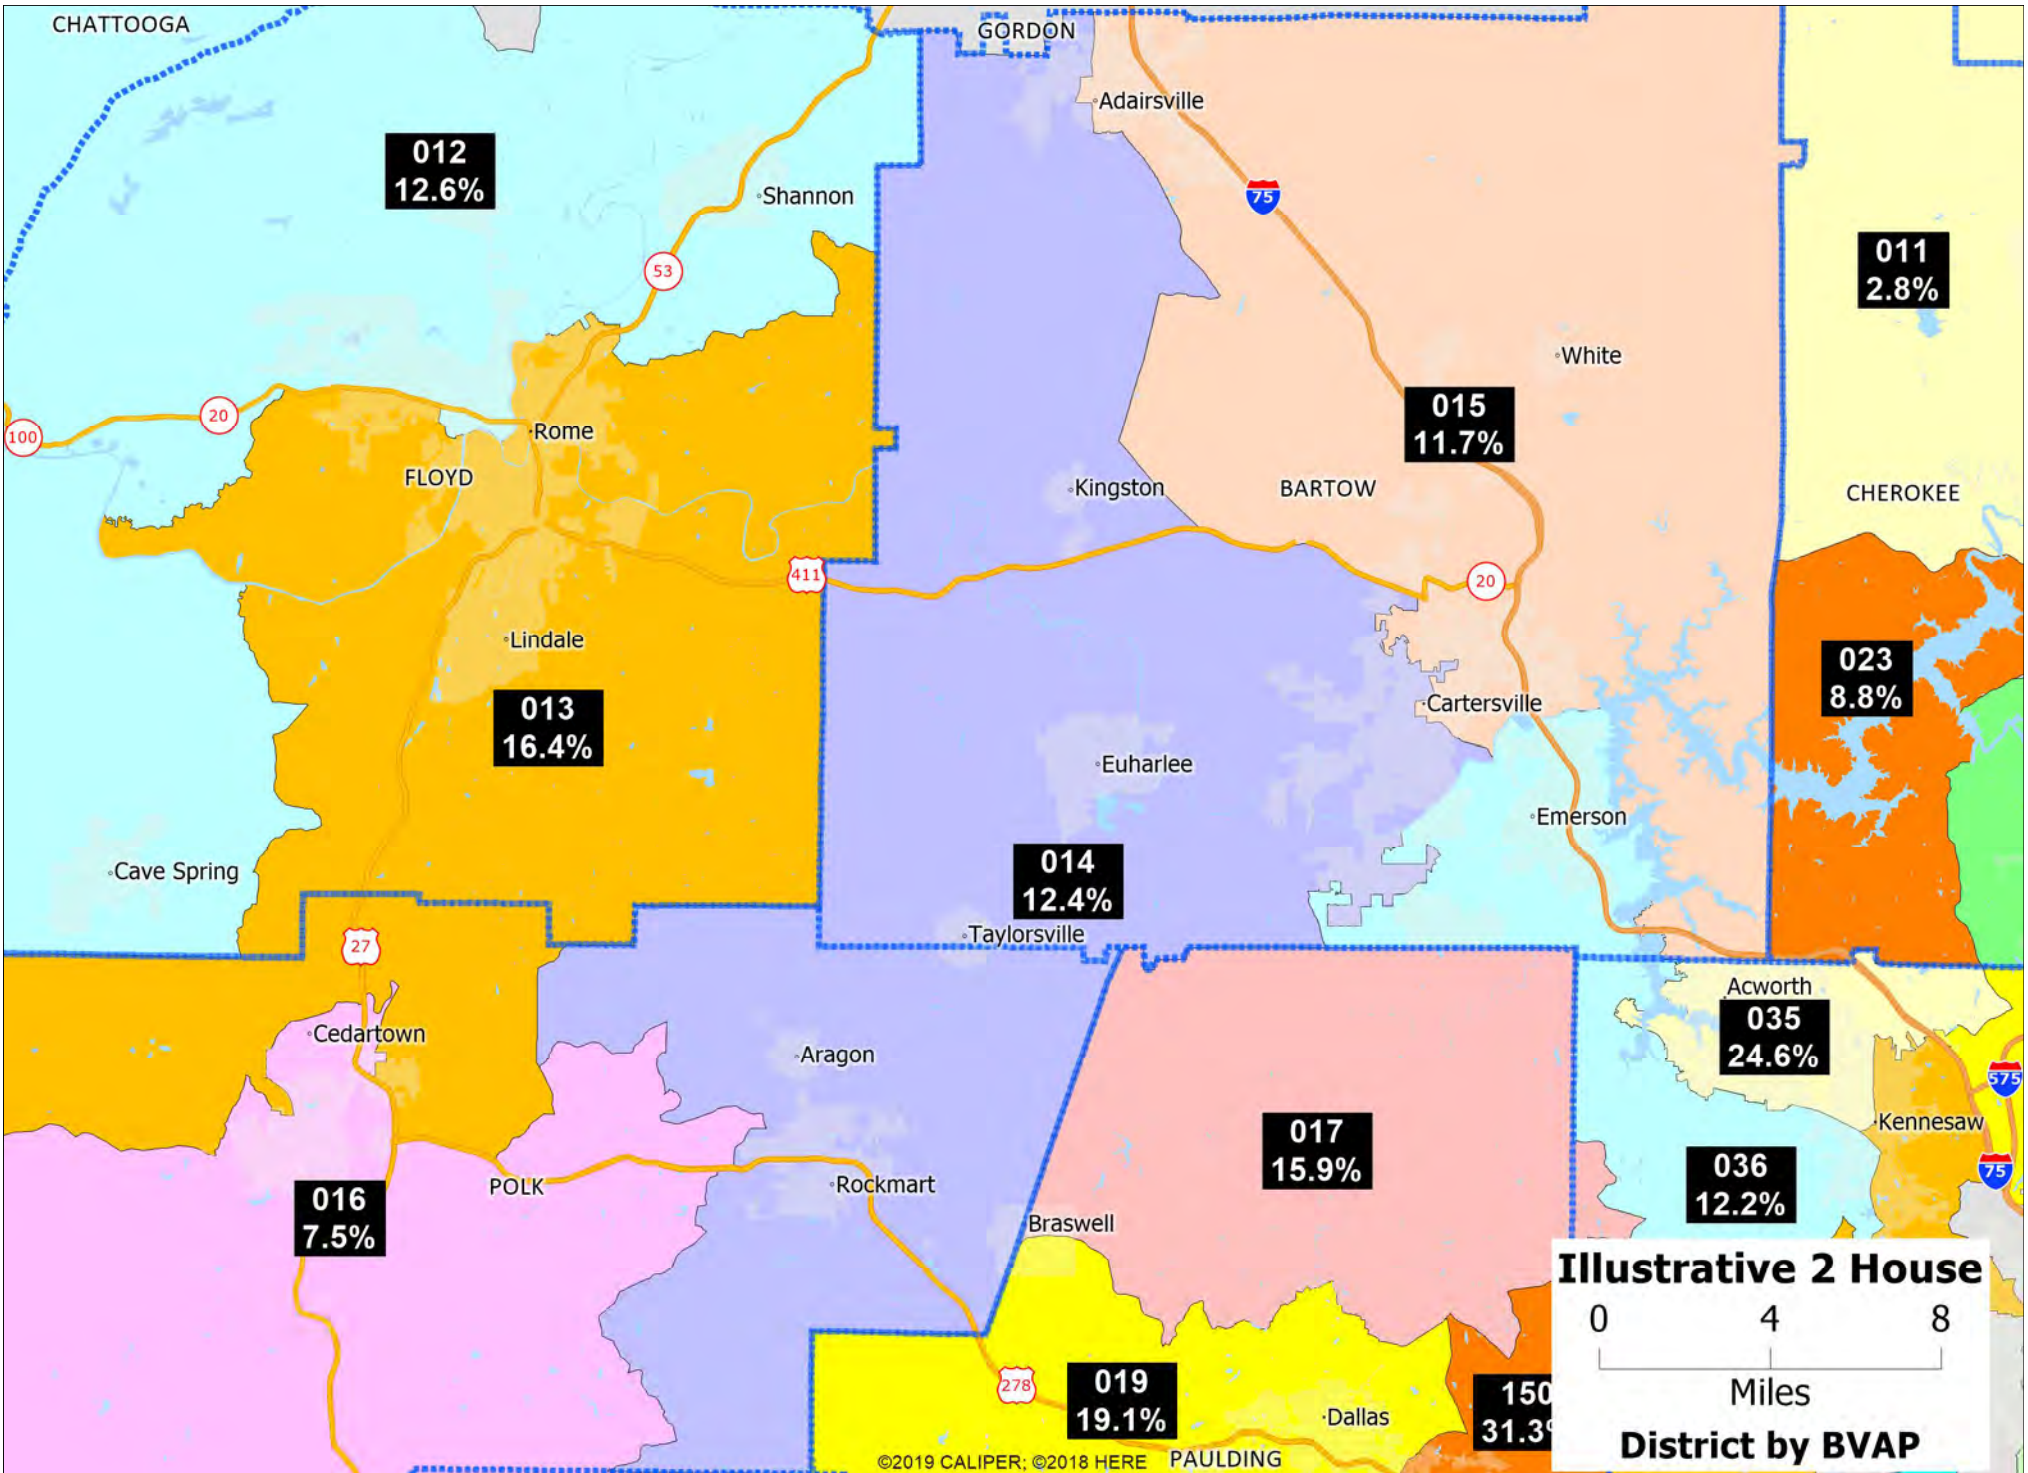 CHATTOOGA
GORDON
Adairsville
012
12.6%
Shannon
75
011
2.8%
53
White
20
100
Rome
015
11.7%
FLOYD
Kingston
BARTOW
CHEROKEE
411
20
Lindale
023
8.8%
013
16.4%
Cartersville
Euharlee
Emerson
Cave Spring
014
12.4%
27
Taylorsville
Acworth
035
24.6%
Cedartown
Aragon
575
Kennesaw
017
15.9%
036
12.2%
75
016
7.5%
POLK
Rockmart
Braswell
Illustrative 2 House
0 4 8
Miles
District by BVAP
278
019
19.1%
150
31.3%
Dallas
©2019 CALIPER; ©2018 HERE
PAULDING